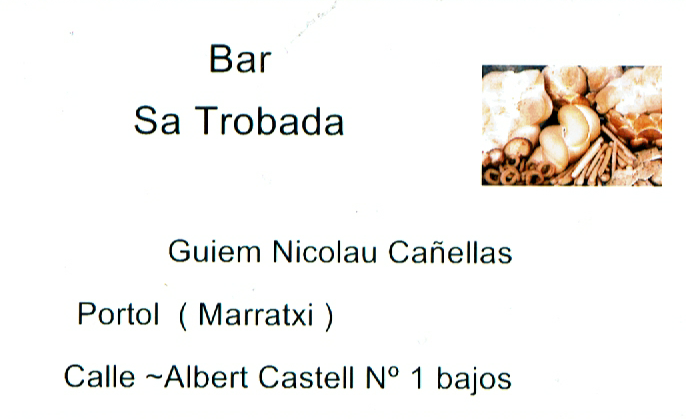 Bar
Sa Trobada
Guiem Nicolau Cañellas
Portol ( Marratxi )
Calle ~Albert Castell Nº 1 bajos